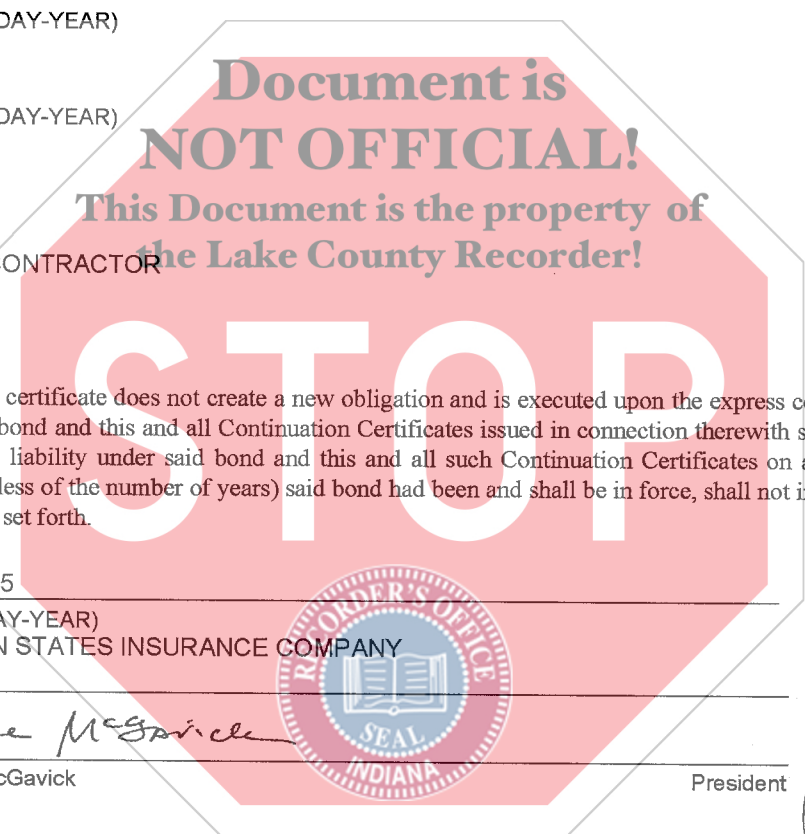 DAY-YEAR)
Document is
DAY-YEAR)
NOT OFFICIAL!
This Document is the property of
the Lake County Recorder!
CONTRACTOR
STOP
certificate does not create a new obligation and is executed upon the express
bond and this and all Continuation Certificates issued in connection therewith
liability under said bond and this and all such Continuation Certificates on
less of the number of years) said bond had been and shall be in force, shall not
set forth.
5
AY-YEAR)
N STATES INSURANCE COMPANY
RECORDER'S OFFICE
SEAL
INDIANA
McGavick
cGavick President